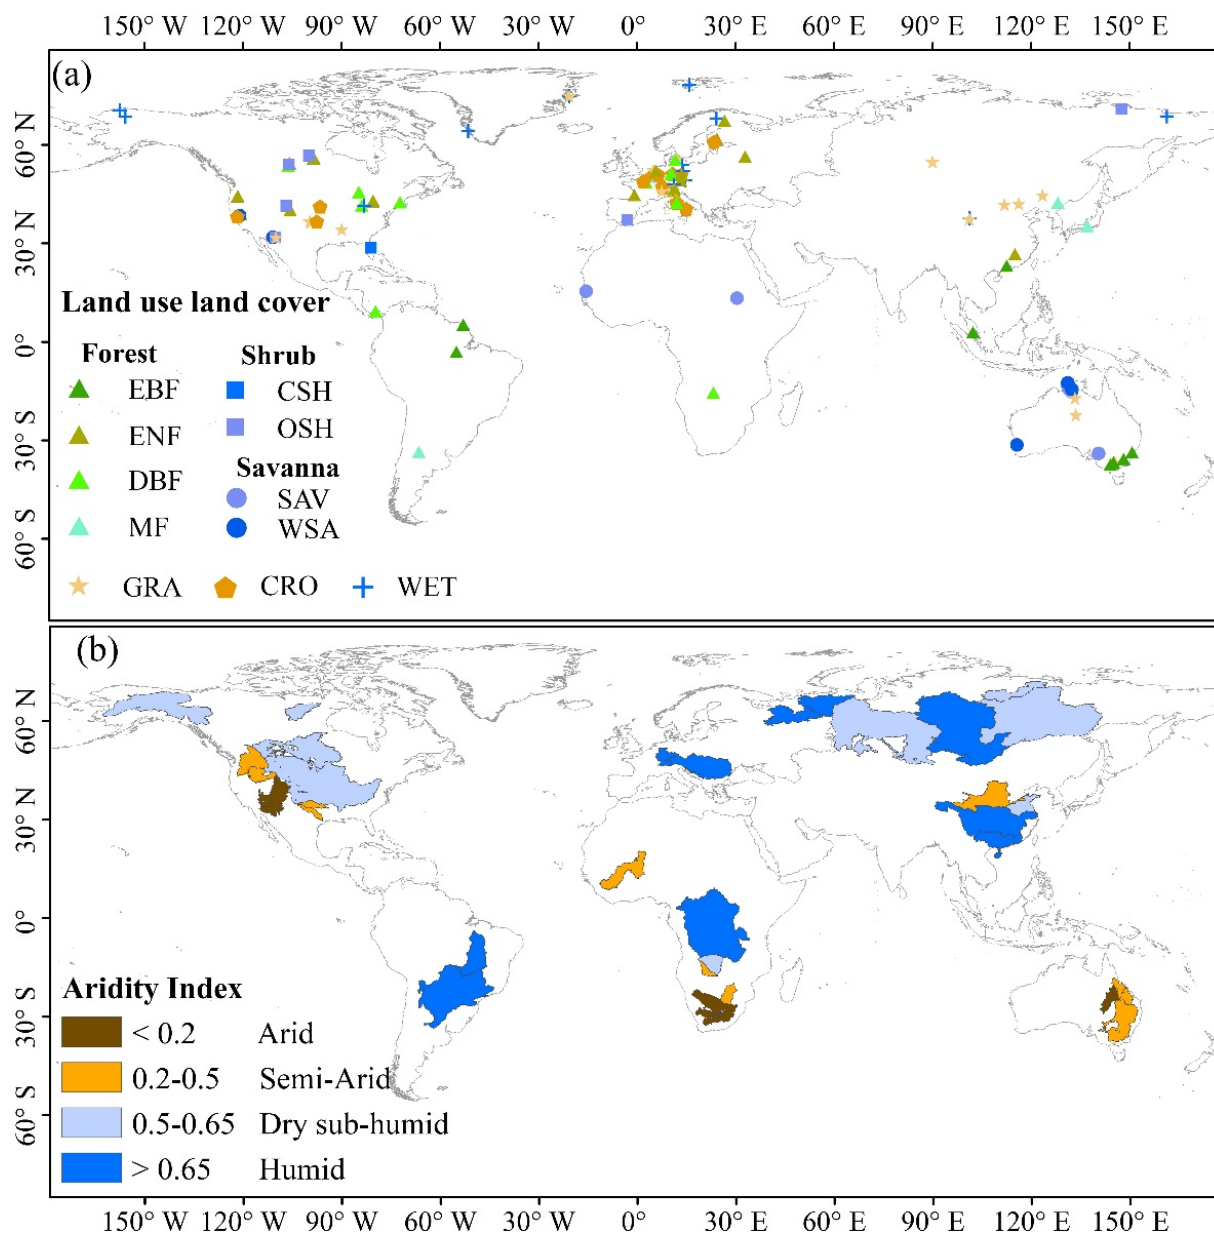 150° W 120° W 90° W 60° W 30° W 0° 30° E 60° E 90° E 120° E 150° E
(a)
60° N
30° N
0°
30° S
60° S
Land use land cover
Forest Shrub
EBF CSH
ENF OSH
Savanna
DBF SAV
MF WSA
GRA CRO WET
(b)
60° N
30° N
0°
30° S
60° S
Aridity Index
< 0.2 Arid
0.2-0.5 Semi-Arid
0.5-0.65 Dry sub-humid
> 0.65 Humid
150° W 120° W 90° W 60° W 30° W 0° 30° E 60° E 90° E 120° E 150° E